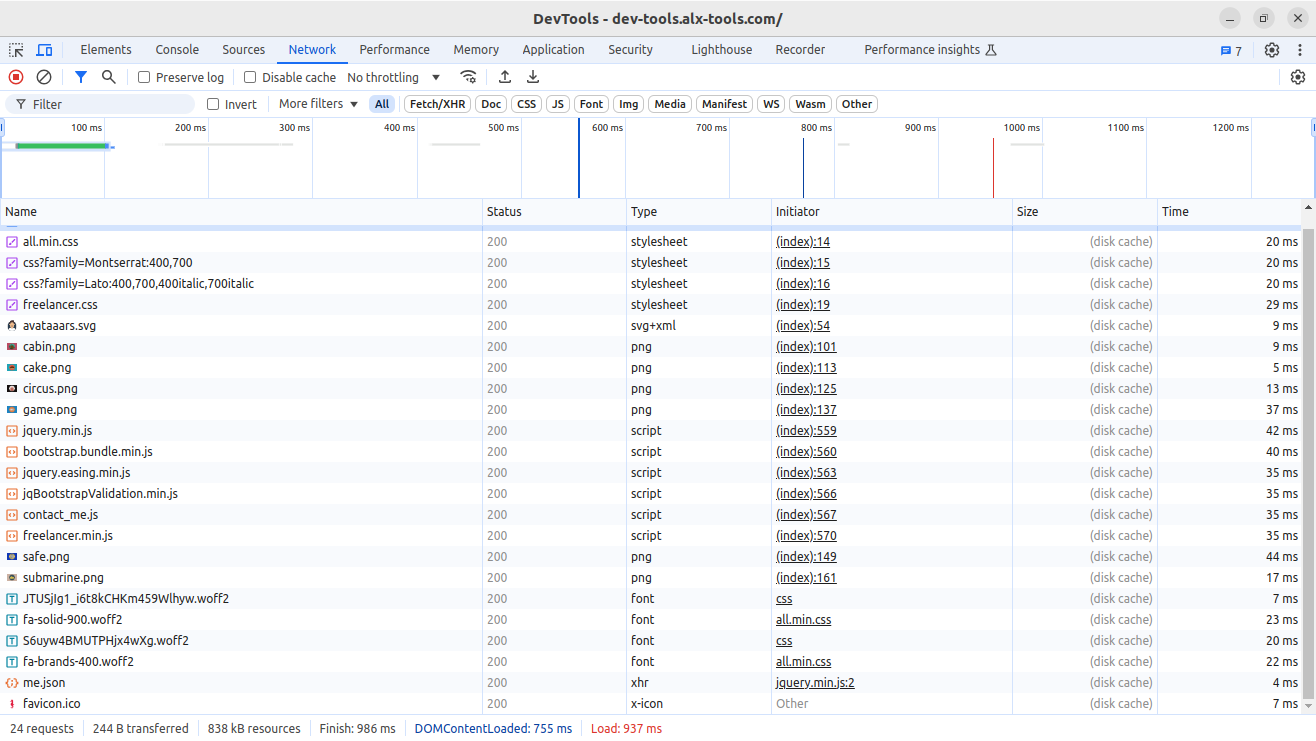 DevTools - dev-tools.alx-tools.com/
Elements Console Sources Network Performance Memory Application Security Lighthouse Recorder Performance insights 7
Preserve log Disable cache No throttling
Filter Invert More filters All Fetch/XHR Doc CSS JS Font Img Media Manifest WS Wasm Other
100 ms 200 ms 300 ms 400 ms 500 ms 600 ms 700 ms 800 ms 900 ms 1000 ms 1100 ms 1200 ms
Name Status Type Initiator Size Time
all.min.css 200 stylesheet (index):14 (disk cache) 20 ms
css?family=Montserrat:400,700 200 stylesheet (index):15 (disk cache) 20 ms
css?family=Lato:400,700,400italic,700italic 200 stylesheet (index):16 (disk cache) 20 ms
freelancer.css 200 stylesheet (index):19 (disk cache) 29 ms
avataaars.svg 200 svg+xml (index):54 (disk cache) 9 ms
cabin.png 200 png (index):101 (disk cache) 9 ms
cake.png 200 png (index):113 (disk cache) 5 ms
circus.png 200 png (index):125 (disk cache) 13 ms
game.png 200 png (index):137 (disk cache) 37 ms
jquery.min.js 200 script (index):559 (disk cache) 42 ms
bootstrap.bundle.min.js 200 script (index):560 (disk cache) 40 ms
jquery.easing.min.js 200 script (index):563 (disk cache) 35 ms
jqBootstrapValidation.min.js 200 script (index):566 (disk cache) 35 ms
contact_me.js 200 script (index):567 (disk cache) 35 ms
freelancer.min.js 200 script (index):570 (disk cache) 35 ms
safe.png 200 png (index):149 (disk cache) 44 ms
submarine.png 200 png (index):161 (disk cache) 17 ms
JTUSjIg1_i6t8kCHKm459Wlhyw.woff2 200 font css (disk cache) 7 ms
fa-solid-900.woff2 200 font all.min.css (disk cache) 23 ms
S6uyw4BMUTPHjx4wXg.woff2 200 font css (disk cache) 20 ms
fa-brands-400.woff2 200 font all.min.css (disk cache) 22 ms
me.json 200 xhr jquery.min.js:2 (disk cache) 4 ms
favicon.ico 200 x-icon Other (disk cache) 7 ms
24 requests 244 B transferred 838 kB resources Finish: 986 ms DOMContentLoaded: 755 ms Load: 937 ms